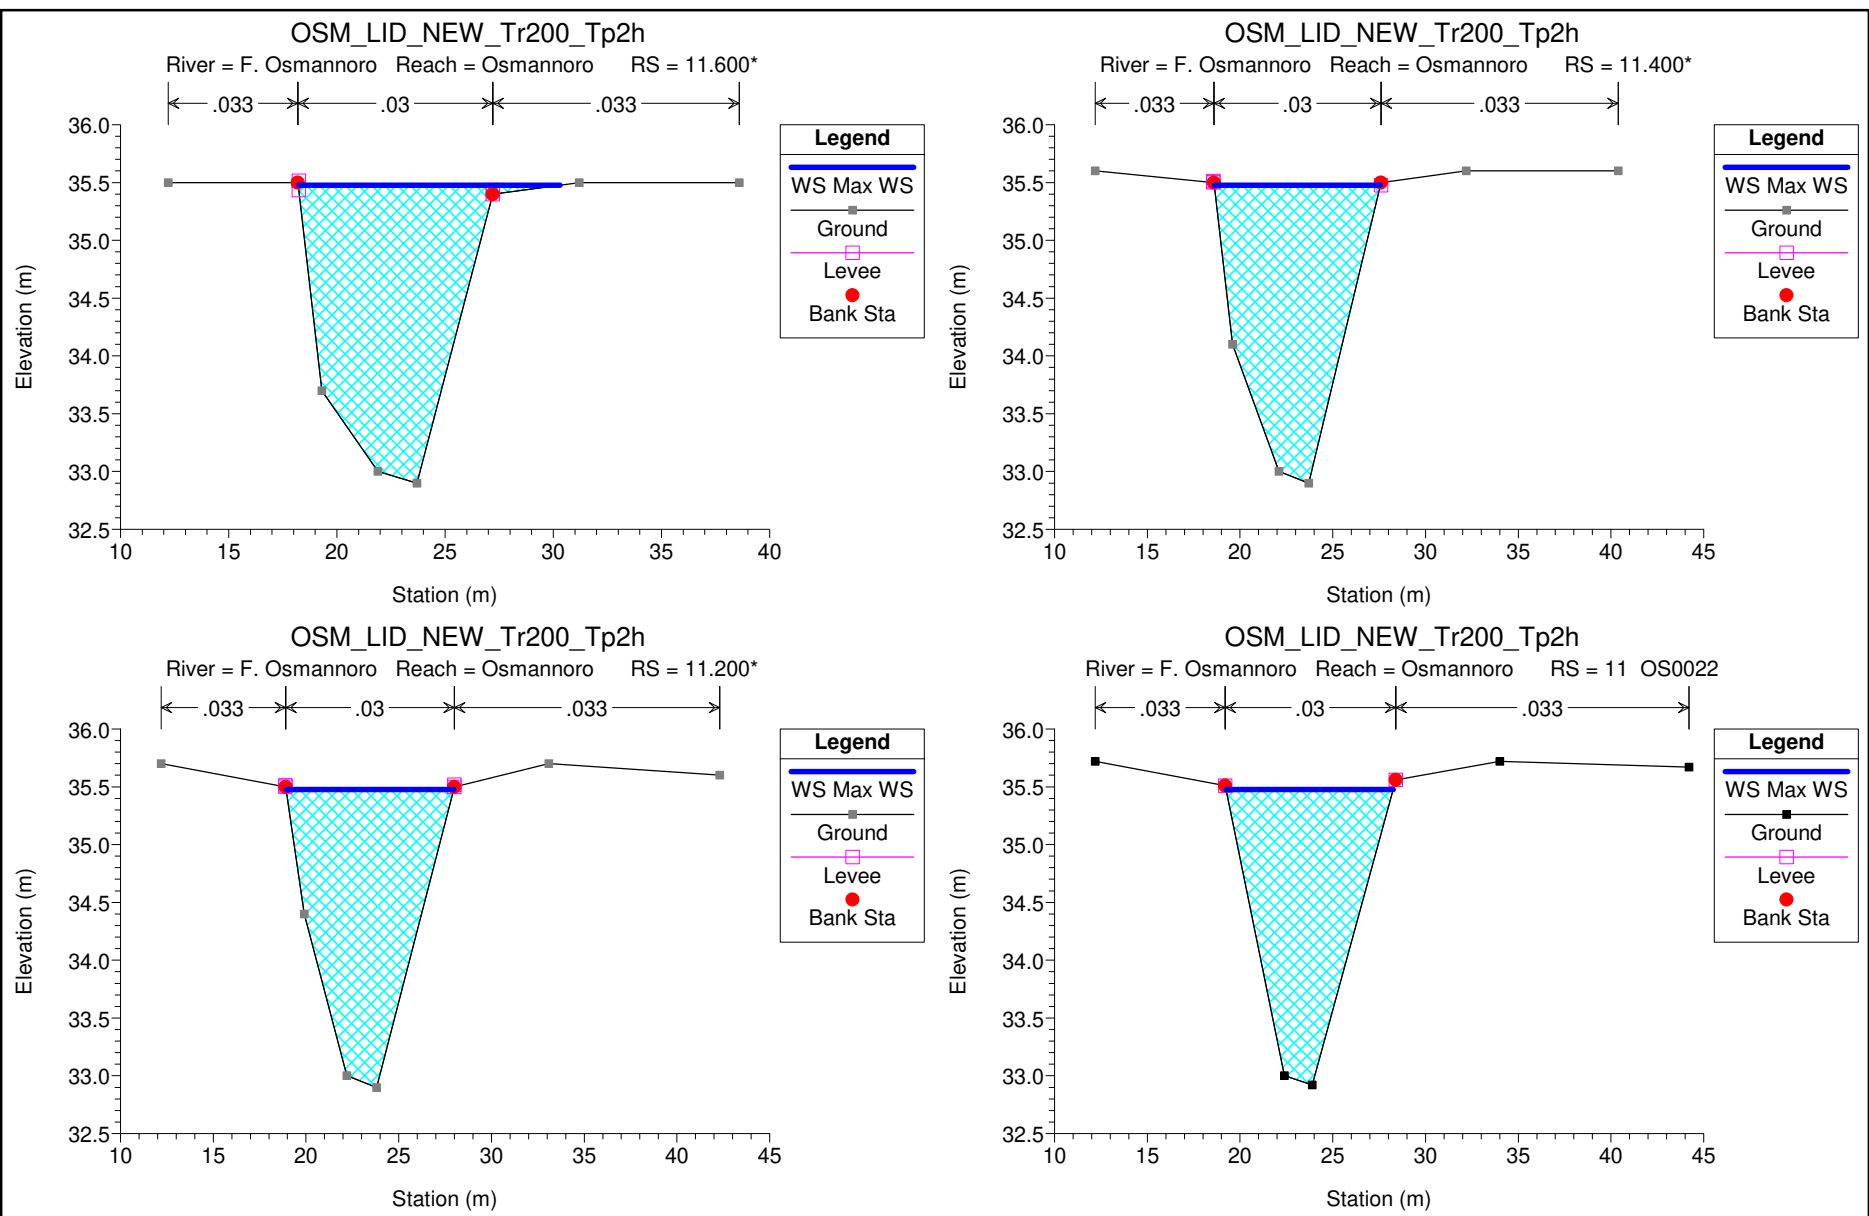 OSM_LID_NEW_Tr200_Tp2h
River = F. Osmannoro Reach = Osmannoro RS = 11.600*
.033 .03 .033
36.0
35.5
35.0
34.5
34.0
33.5
33.0
32.5
10 15 20 25 30 35 40
Station (m)
Elevation (m)
Legend
WS Max WS
Ground
Levee
Bank Sta
OSM_LID_NEW_Tr200_Tp2h
River = F. Osmannoro Reach = Osmannoro RS = 11.400*
.033 .03 .033
36.0
35.5
35.0
34.5
34.0
33.5
33.0
32.5
10 15 20 25 30 35 40 45
Station (m)
Elevation (m)
Legend
WS Max WS
Ground
Levee
Bank Sta
OSM_LID_NEW_Tr200_Tp2h
River = F. Osmannoro Reach = Osmannoro RS = 11.200*
.033 .03 .033
36.0
35.5
35.0
34.5
34.0
33.5
33.0
32.5
10 15 20 25 30 35 40 45
Station (m)
Elevation (m)
Legend
WS Max WS
Ground
Levee
Bank Sta
OSM_LID_NEW_Tr200_Tp2h
River = F. Osmannoro Reach = Osmannoro RS = 11 OS0022
.033 .03 .033
36.0
35.5
35.0
34.5
34.0
33.5
33.0
32.5
10 15 20 25 30 35 40 45
Station (m)
Elevation (m)
Legend
WS Max WS
Ground
Levee
Bank Sta